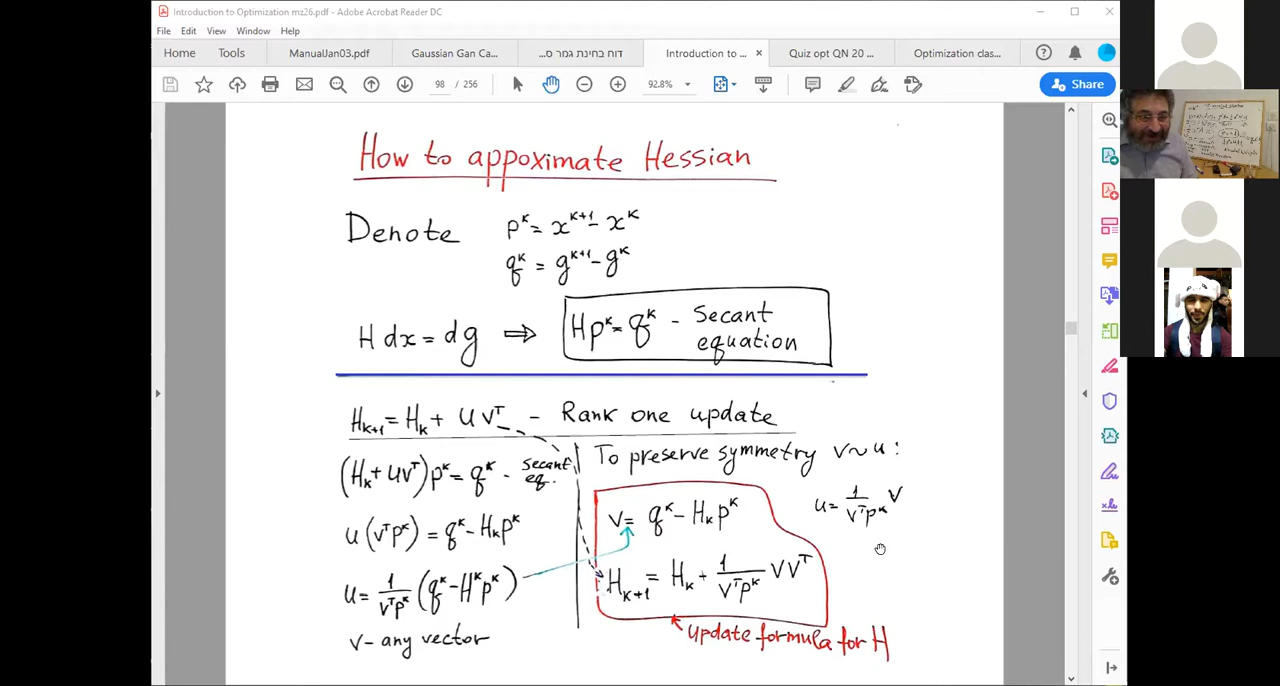 Introduction to Optimization mz26.pdf - Adobe Acrobat Reader DC
File Edit View Window Help
Home Tools ManualJan03.pdf Gaussian Gan Ca... דוח בחינת גמר ס... Introduction to ... × Quiz opt QN 20 ... Optimization clas...
98 / 256 92.8% Share
How to appoximate Hessian
Denote p^k = x^{k+1} - x^k
q^k = g^{k+1} - g^k
H dx = dg ⇒ Hp^k = q^k - Secant
equation
H_{k+1} = H_k + u v^T - Rank one update
(H_k + uv^T)p^k = q^k - Secant
eq.
u(v^T p^k) = q^k - H_k p^k
u = 1/(v^T p^k) (q^k - H^k p^k)
v - any vector
To preserve symmetry v ~ u :
v = q^k - H_k p^k
u = 1/(v^T p^k) v
H_{k+1} = H_k + 1/(v^T p^k) v v^T
update formula for H